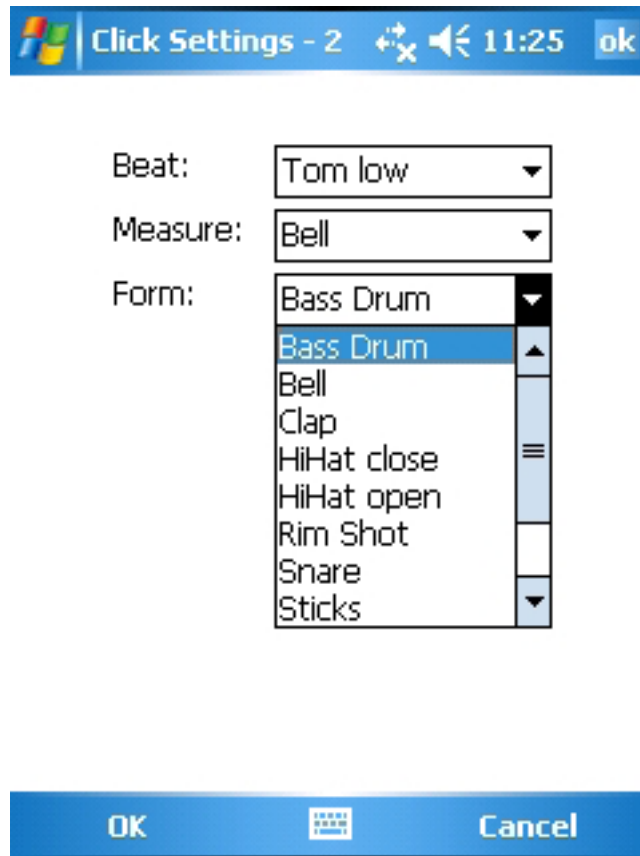 Click Settings - 2 11:25 ok
Beat: Tom low
Measure: Bell
Form: Bass Drum
Bass Drum
Bell
Clap
HiHat close
HiHat open
Rim Shot
Snare
Sticks
OK Cancel